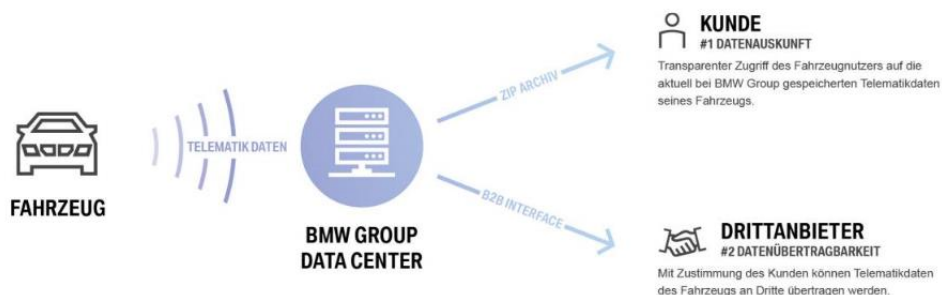 FAHRZEUG
TELEMATIK DATEN
BMW GROUP
DATA CENTER
ZIP ARCHIV
KUNDE
#1 DATENAUSKUNFT
Transparenter Zugriff des Fahrzeugnutzers auf die
aktuell bei BMW Group gespeicherten Telematikdaten
seines Fahrzeugs.
B2B INTERFACE
DRITTANBIETER
#2 DATENÜBERTRAGBARKEIT
Mit Zustimmung des Kunden können Telematikdaten
des Fahrzeugs an Dritte übertragen werden.